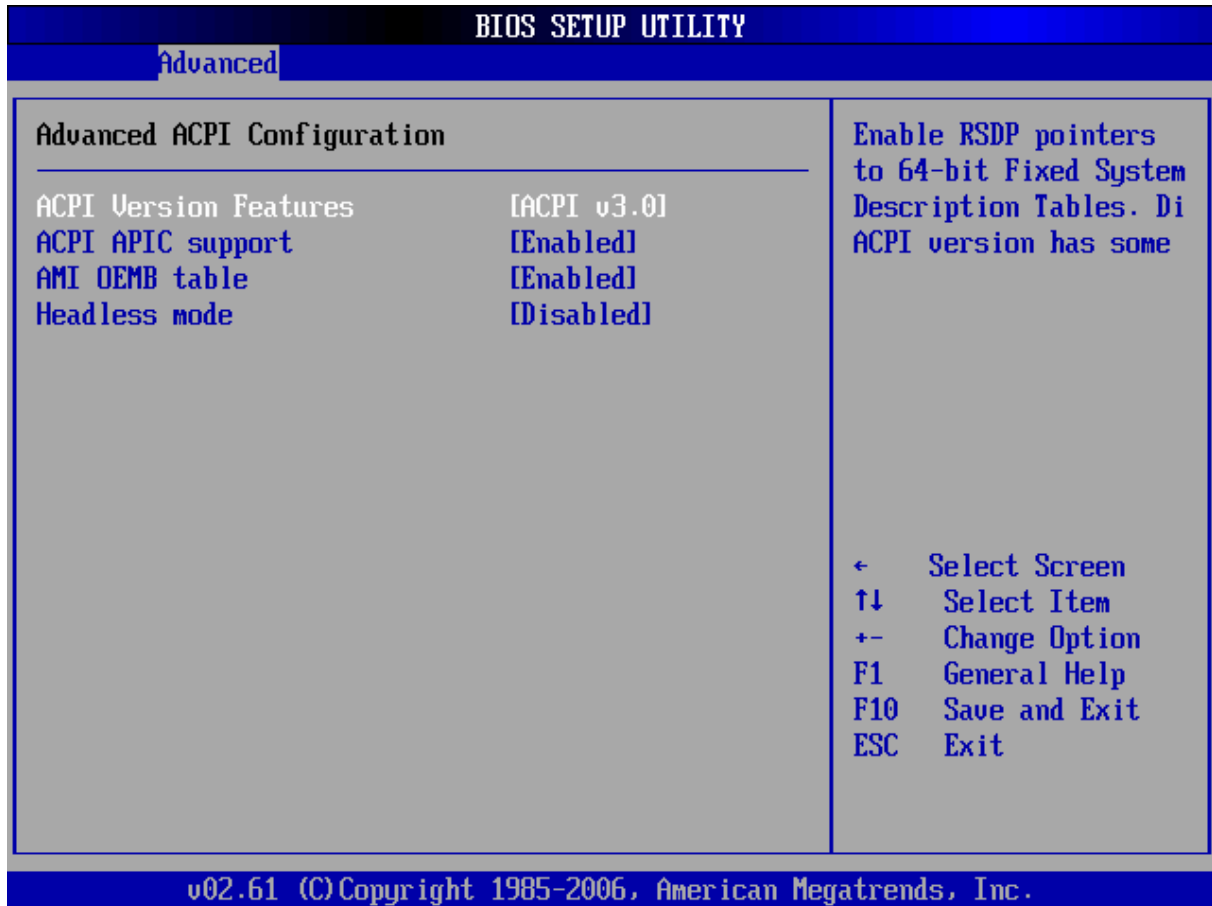 BIOS SETUP UTILITY
Advanced
Advanced ACPI Configuration
ACPI Version Features [ACPI v3.0]
ACPI APIC support [Enabled]
AMI OEMB table [Enabled]
Headless mode [Disabled]
Enable RSDP pointers
to 64-bit Fixed System
Description Tables. Di
ACPI version has some
← Select Screen
↑↓ Select Item
+- Change Option
F1 General Help
F10 Save and Exit
ESC Exit
v02.61 (C)Copyright 1985-2006, American Megatrends, Inc.